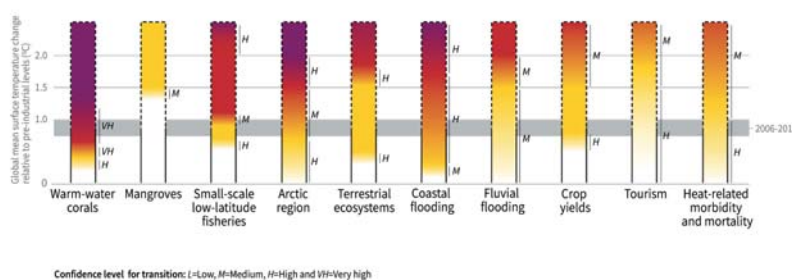 Global mean surface temperature change
relative to pre-industrial levels (°C)
2.0
1.5
1.0
0
VH
VH
H
M
H
M
H
H
M
H
H
H
M
H
M
M
M
M
H
M
H
M
H
2006-201
Warm-water
corals
Mangroves
Small-scale
low-latitude
fisheries
Arctic
region
Terrestrial
ecosystems
Coastal
flooding
Fluvial
flooding
Crop
yields
Tourism
Heat-related
morbidity
and mortality
Confidence level for transition: L=Low, M=Medium, H=High and VH=Very high